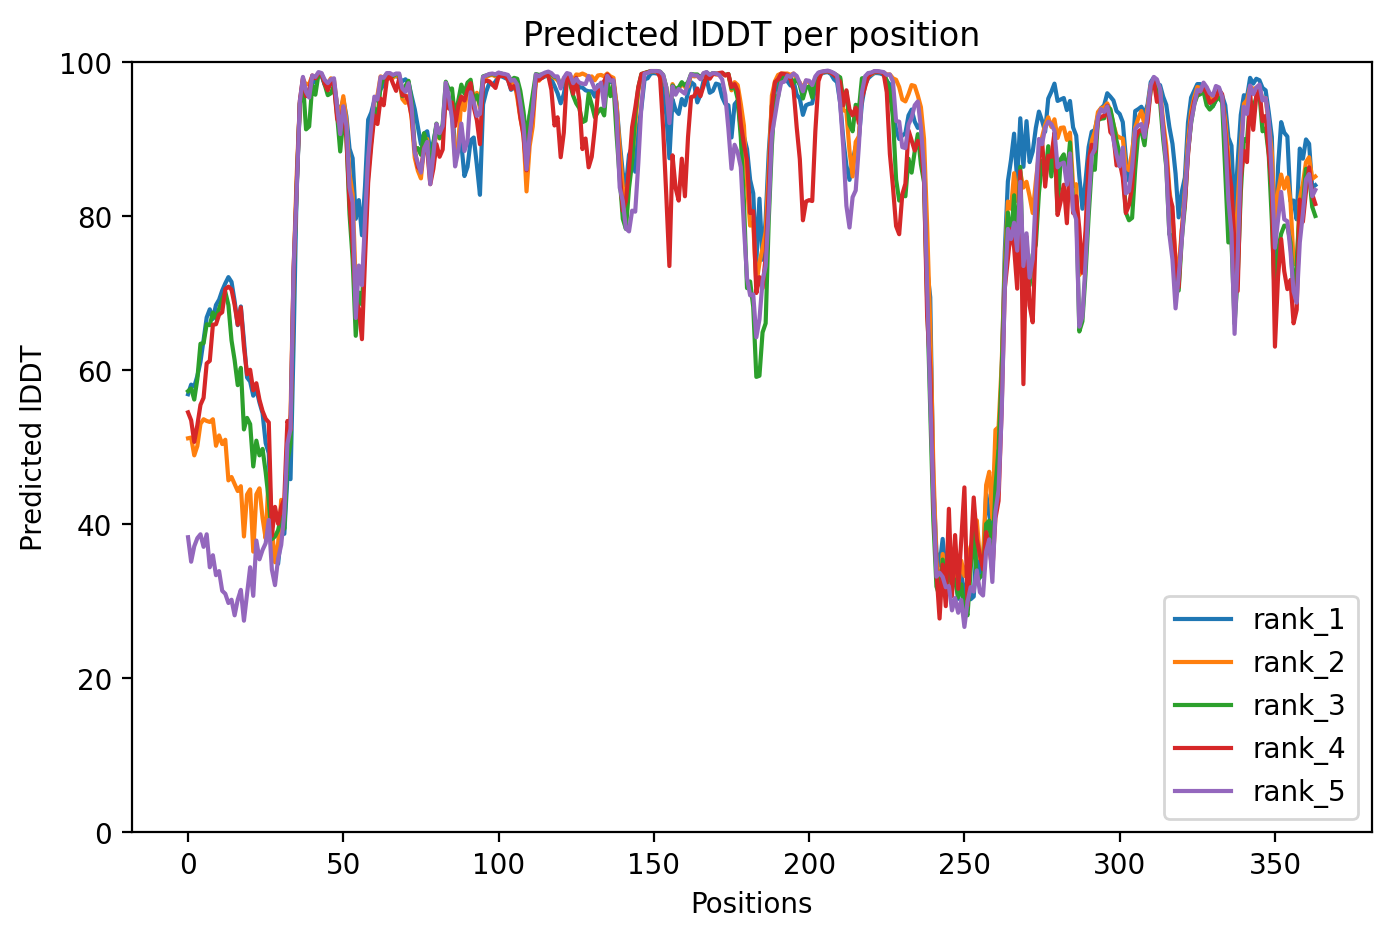 Predicted lDDT per position
Predicted lDDT
100
80
60
40
20
0
0 50 100 150 200 250 300 350
Positions
rank_1
rank_2
rank_3
rank_4
rank_5